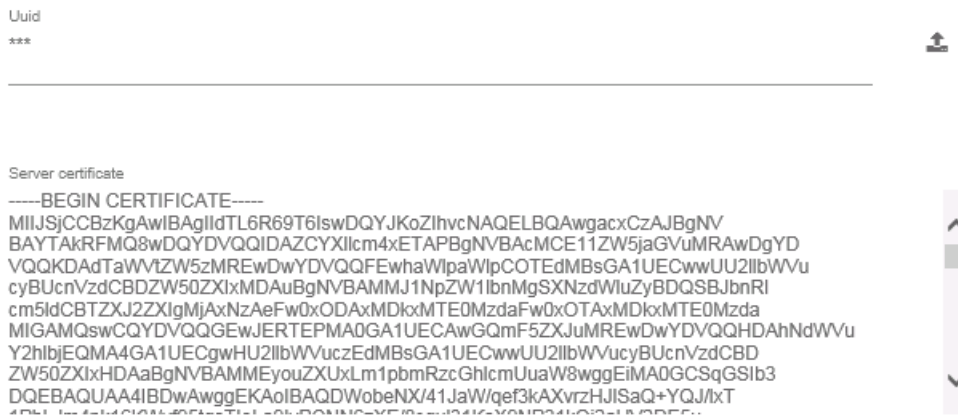 Uuid
***
Server certificate
-----BEGIN CERTIFICATE-----
MIIJSjCCBzKgAwIBAgIIdTL6R69T6IswDQYJKoZIhvcNAQELBQAwgacxCzAJBgNV
BAYTAkRFMQ8wDQYDVQQIDAZCYXllcm4xETAPBgNVBAcMCE11ZW5jaGVuMRAwDgYD
VQQKDAdTaWVtZW5zMREwDwYDVQQFEwhaWlpaWlpCOTEdMBsGA1UECwwUU2llbWVu
cyBUcnVzdCBDZW50ZXIxMDAuBgNVBAMMJ1NpZW1lbnMgSXNzdWluZyBDQSBJbnRl
cm5ldCBTZXJ2ZXIgMjAxNzAeFw0xODAxMDkxMTE0MzdaFw0xOTAxMDkxMTE0Mzda
MIGAMQswCQYDVQQGEwJERTEPMA0GA1UECAwGQmF5ZXJuMREwDwYDVQQHDAhNdWVu
Y2hlbjEQMA4GA1UECgwHU2llbWVuczEdMBsGA1UECwwUU2llbWVucyBUcnVzdCBD
ZW50ZXIxHDAaBgNVBAMMEyouZXUxLm1pbmRzcGhlcmUuaW8wggEiMA0GCSqGSIb3
DQEBAQUAA4IBDwAwggEKAoIBAQDWobeNX/41JaW/qef3kAXvrzHJlSaQ+YQJ/lxT